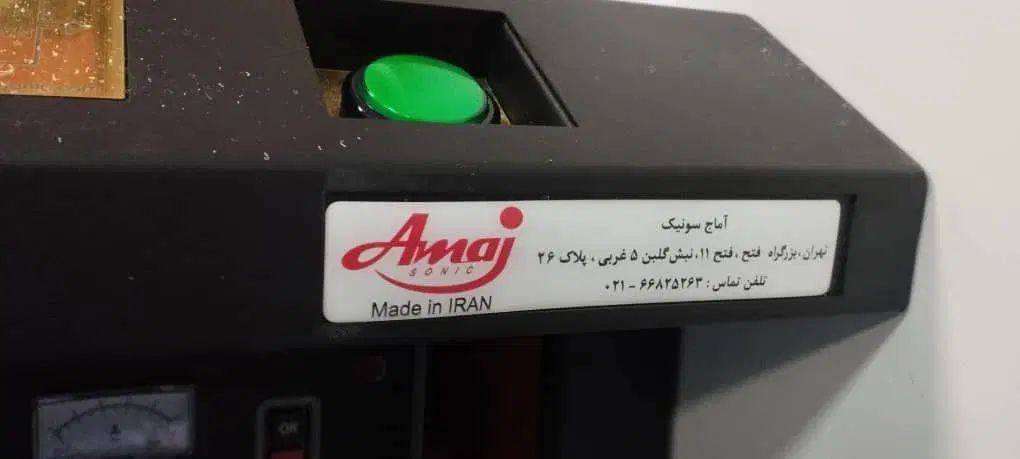 Amaj
SONIC
Made in IRAN
آماج سونیک
تهران، بزرگراه فتح، فتح ۱۱، نبش گلبن ۵ غربی، پلاک ۲۶
تلفن تماس: ۶۶۸۲۵۲۶۳ - ۰۲۱
ON